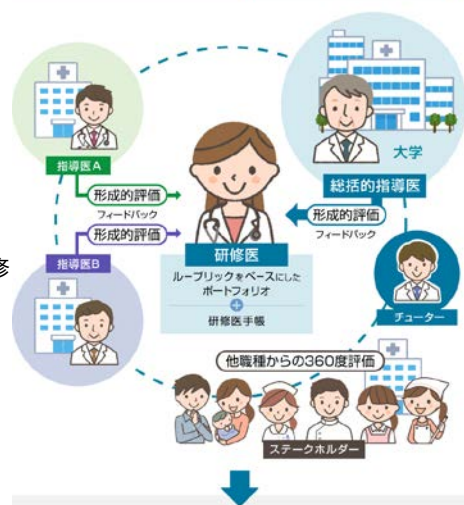 指導医A
形成的評価
フィードバック
形成的評価
指導医B
修
大学
総括的指導医
形成的評価
フィードバック
研修医
ルーブリックをベースにした
ポートフォリオ
+
研修医手帳
チューター
他職種からの360度評価
ステークホルダー